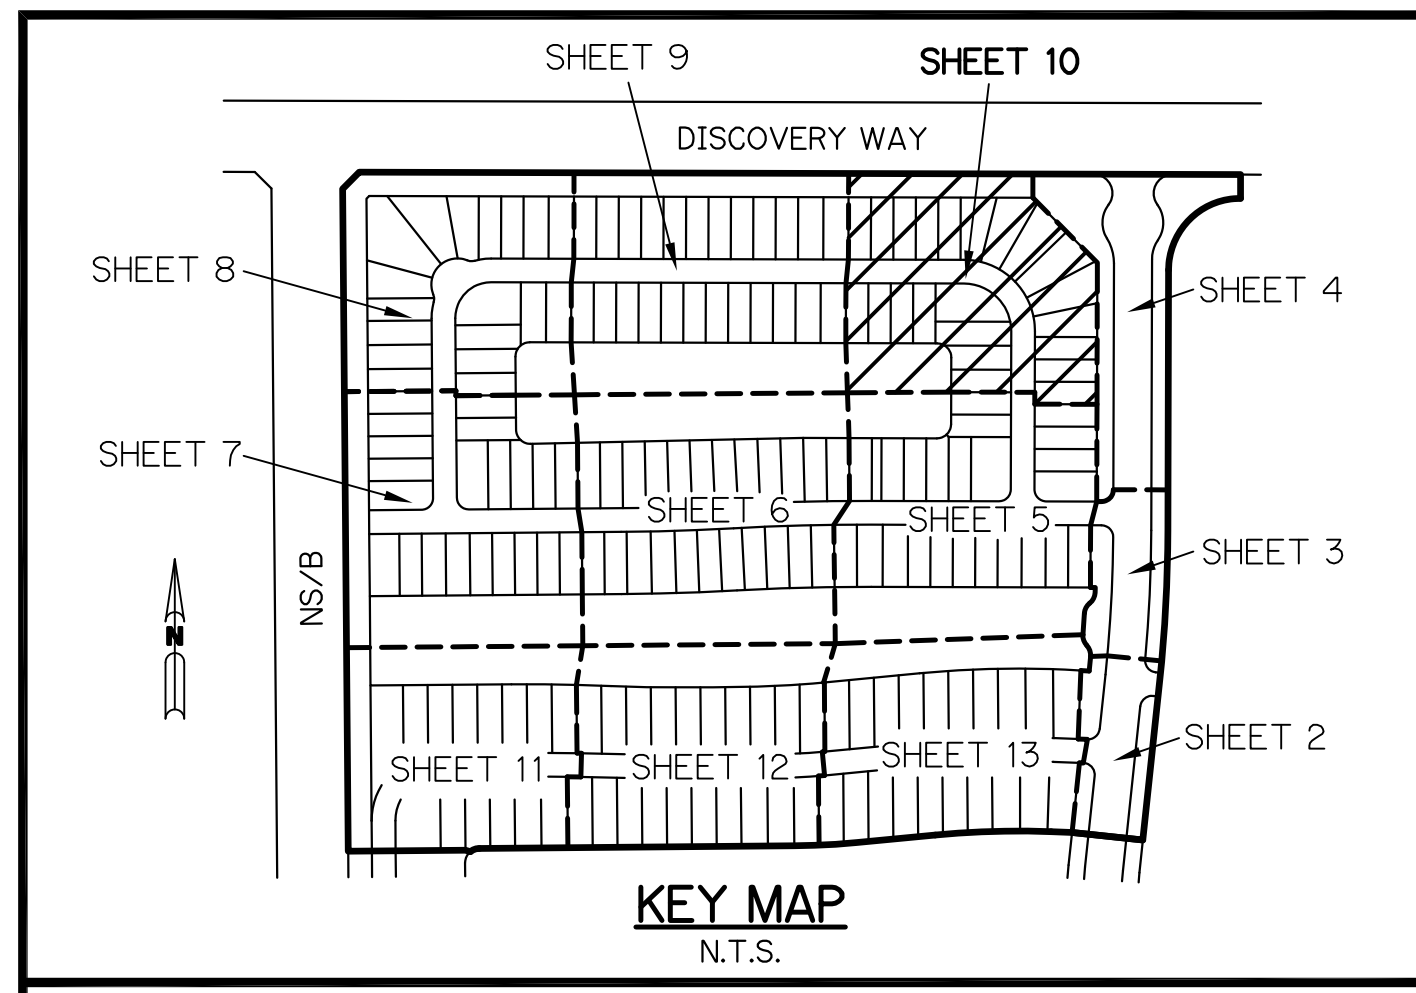 SHEET 9
SHEET 10
DISCOVERY WAY
SHEET 8
SHEET 4
SHEET 7
SHEET 6
SHEET 5
SHEET 3
NS/B
N
SHEET 2
SHEET 11
SHEET 12
SHEET 13
KEY MAP
N.T.S.